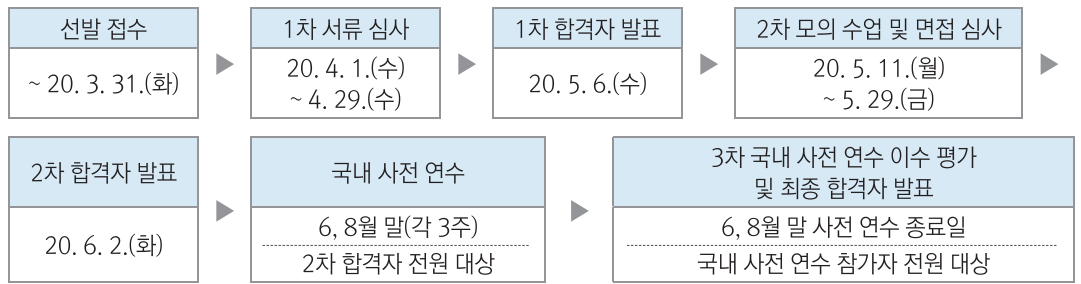 선발 접수
~ 20. 3. 31.(화)
1차 서류 심사
20. 4. 1.(수)
~ 4. 29.(수)
1차 합격자 발표
20. 5. 6.(수)
2차 모의 수업 및 면접 심사
20. 5. 11.(월)
~ 5. 29.(금)
2차 합격자 발표
20. 6. 2.(화)
국내 사전 연수
6, 8월 말(각 3주)
2차 합격자 전원 대상
3차 국내 사전 연수 이수 평가
및 최종 합격자 발표
6, 8월 말 사전 연수 종료일
국내 사전 연수 참가자 전원 대상